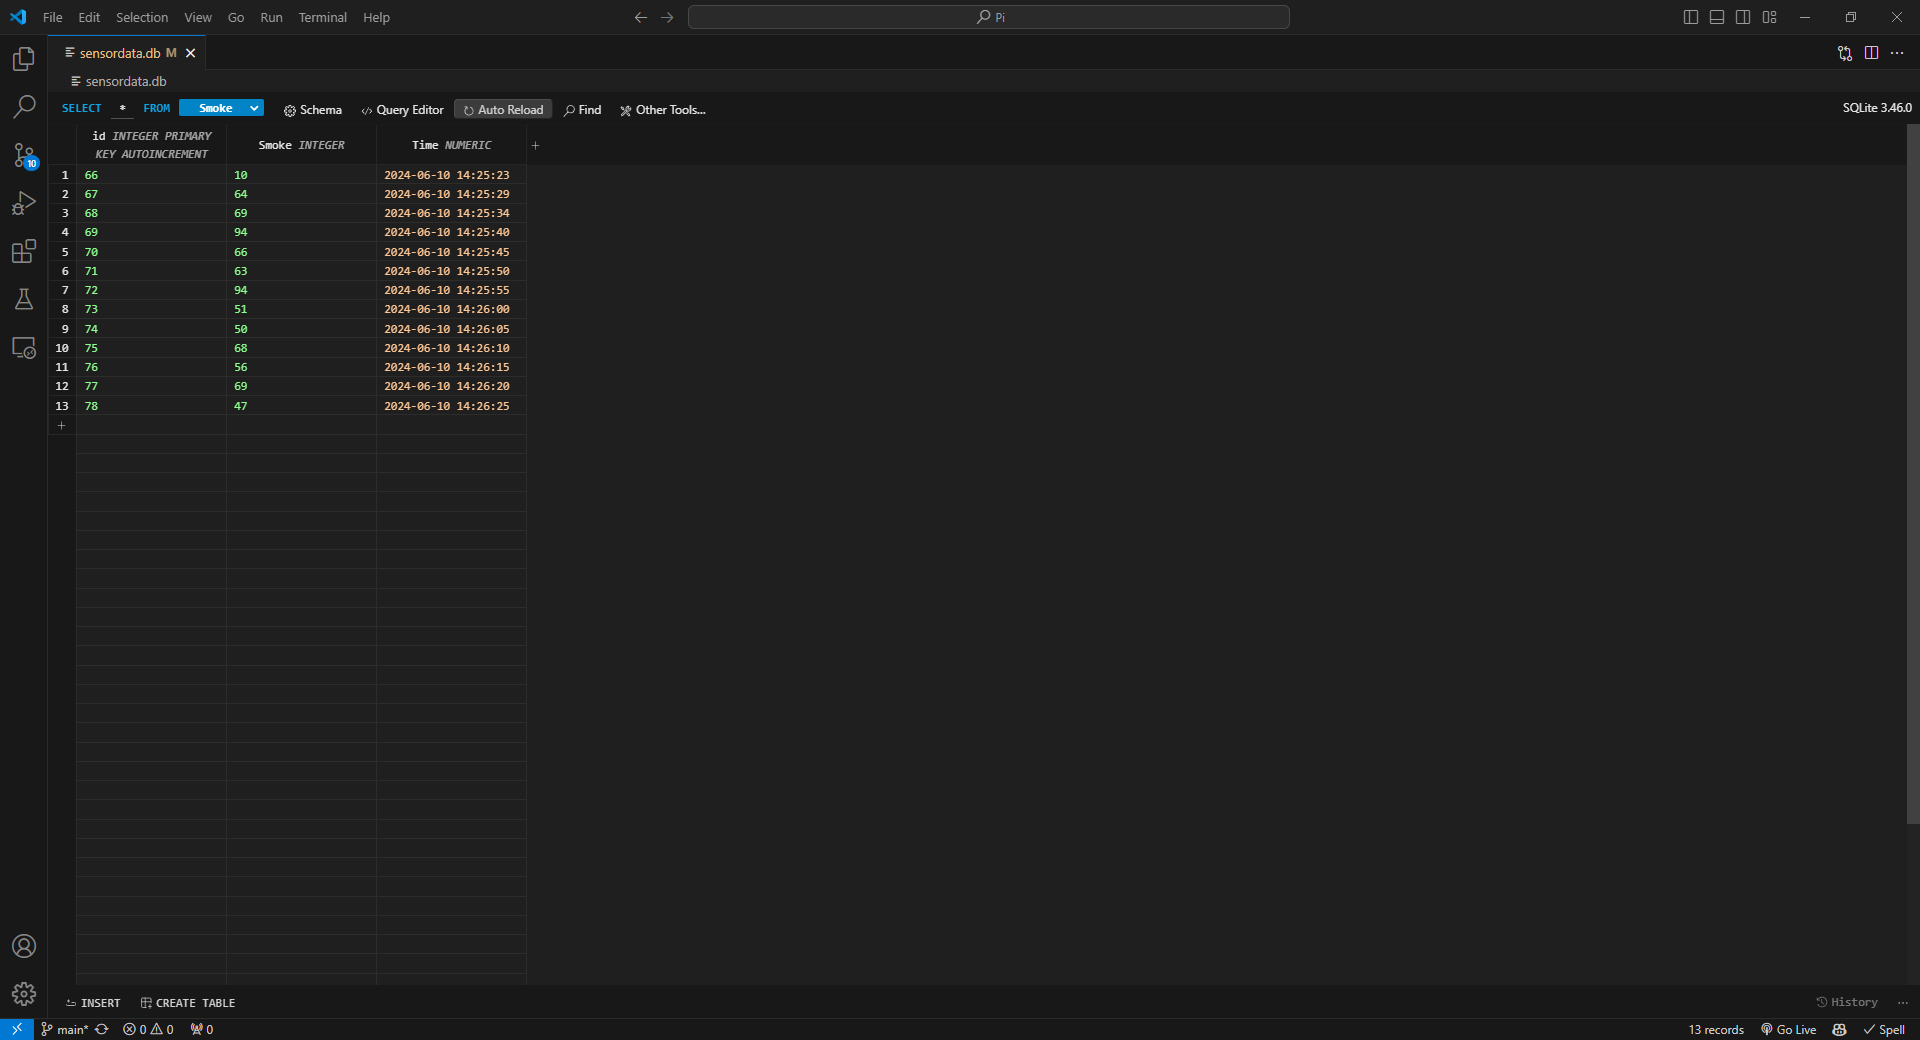 File Edit Selection View Go Run Terminal Help
Pi
sensordata.db M
sensordata.db
SELECT * FROM Smoke Schema Query Editor Auto Reload Find Other Tools... SQLite 3.46.0
id INTEGER PRIMARY KEY AUTOINCREMENT Smoke INTEGER Time NUMERIC +
1 66 10 2024-06-10 14:25:23
2 67 64 2024-06-10 14:25:29
3 68 69 2024-06-10 14:25:34
4 69 94 2024-06-10 14:25:40
5 70 66 2024-06-10 14:25:45
6 71 63 2024-06-10 14:25:50
7 72 94 2024-06-10 14:25:55
8 73 51 2024-06-10 14:26:00
9 74 50 2024-06-10 14:26:05
10 75 68 2024-06-10 14:26:10
11 76 56 2024-06-10 14:26:15
12 77 69 2024-06-10 14:26:20
13 78 47 2024-06-10 14:26:25
+
10
INSERT CREATE TABLE History ...
main* 0 0 0 13 records Go Live Spell